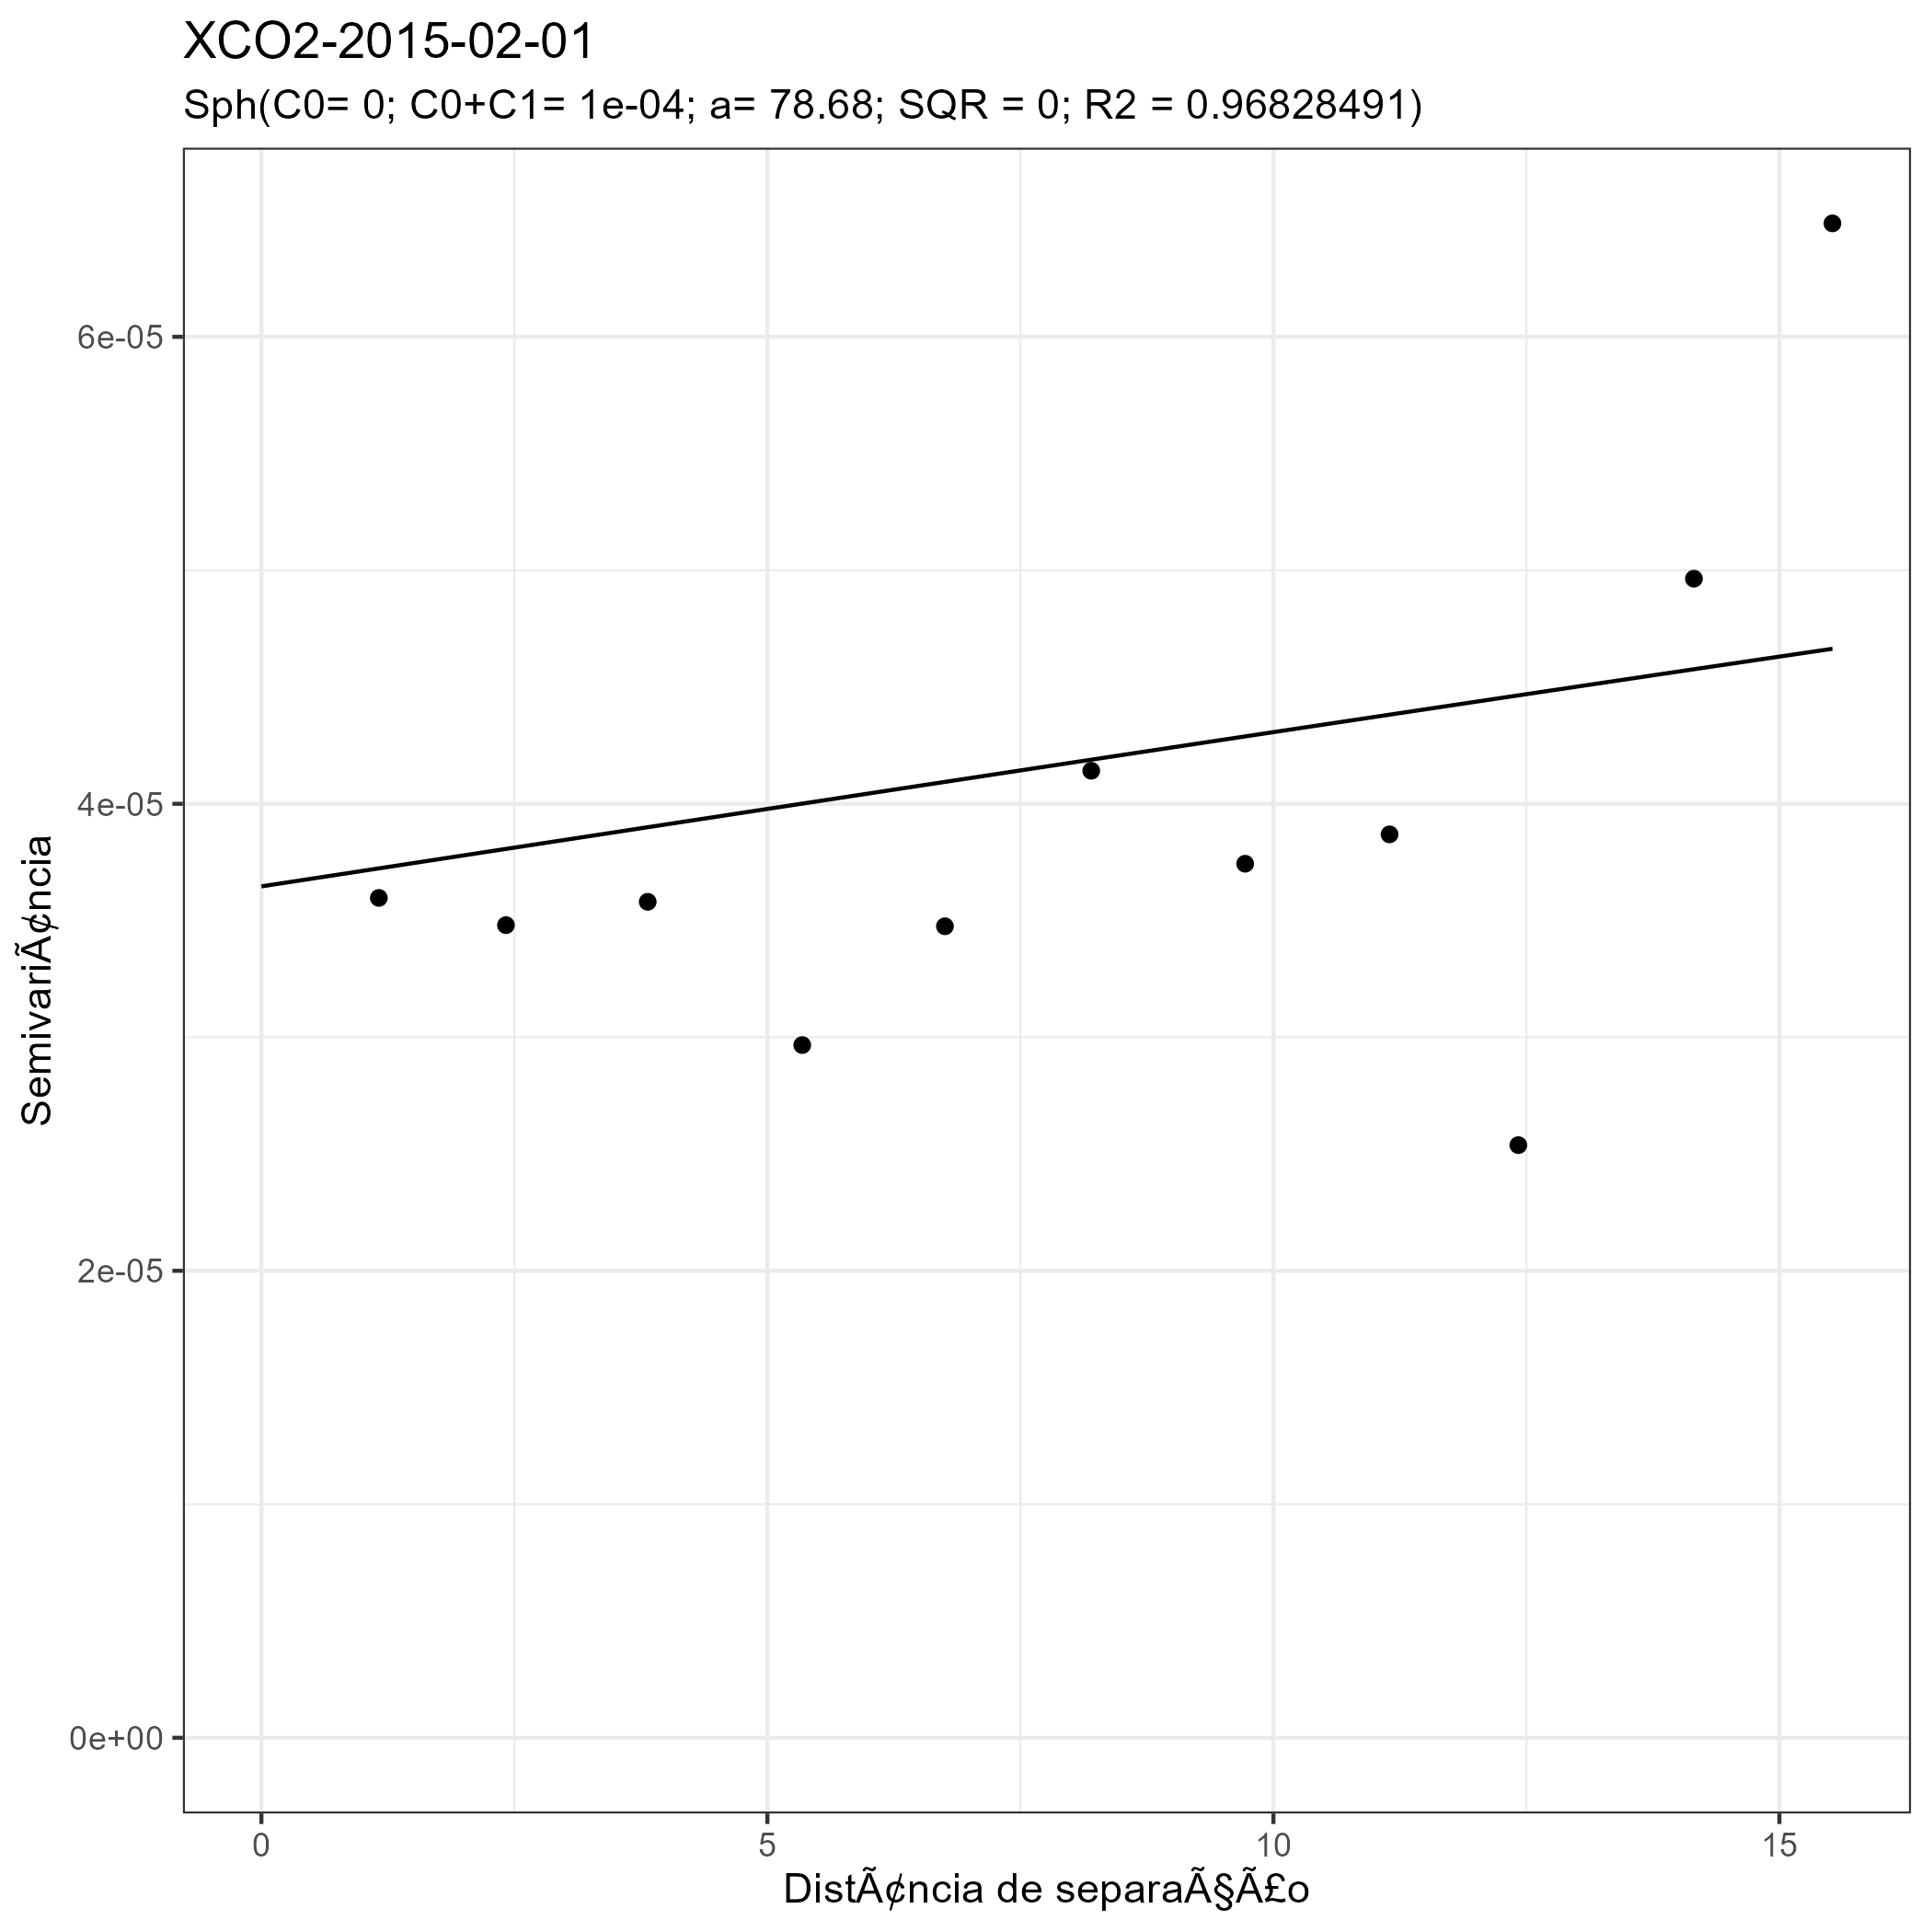 XCO2-2015-02-01
Sph(C0= 0; C0+C1= 1e-04; a= 78.68; SQR = 0; R2 = 0.96828491)
SemivariÃ¢ncia
6e-05
4e-05
2e-05
0e+00
0 5 10 15
DistÃ¢ncia de separaÃ§Ã£o